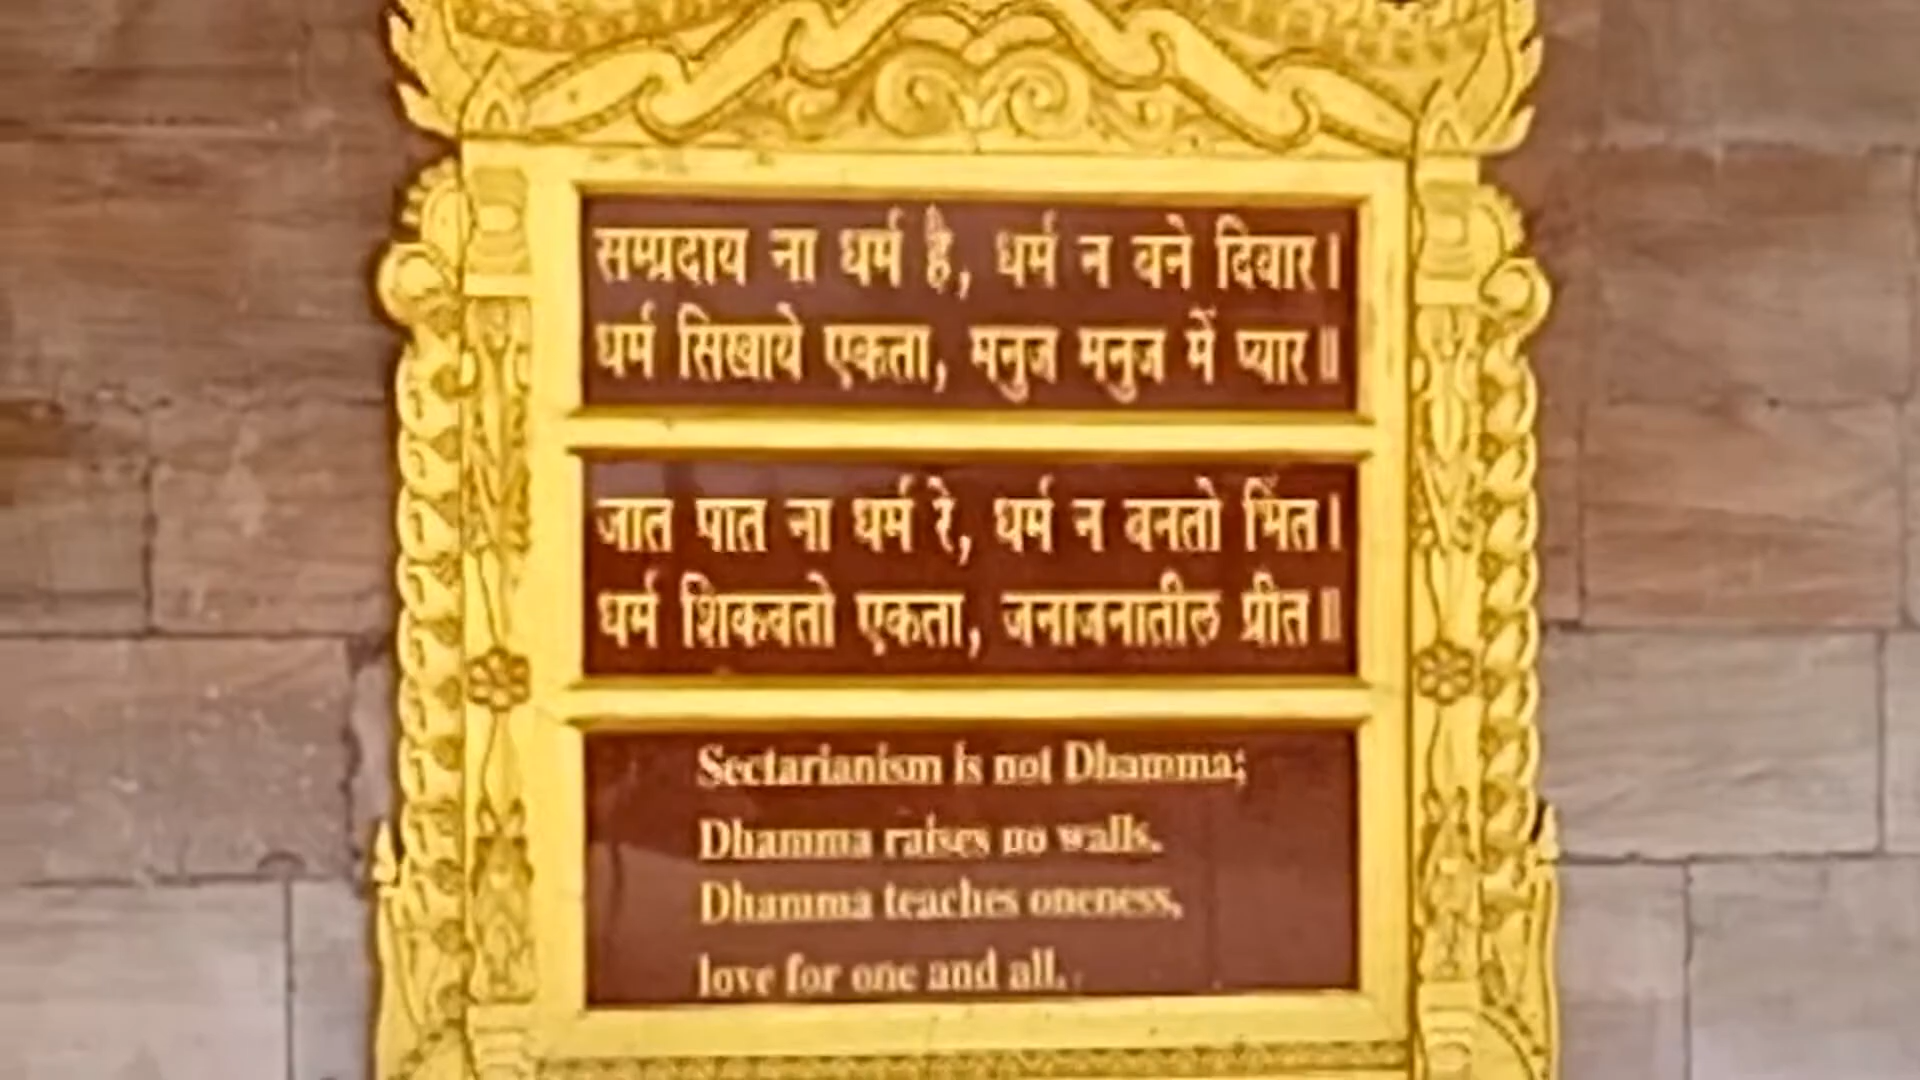 सम्प्रदाय ना धर्म है, धर्म न बने दिवार।
धर्म सिखाये एकता, मनुज मनुज में प्यार॥
जात पात ना धर्म रे, धर्म न बनतो भिंत।
धर्म शिकवतो एकता, जनाजनातील प्रीत॥
Sectarianism is not Dhamma;
Dhamma raises no walls.
Dhamma teaches oneness,
love for one and all.